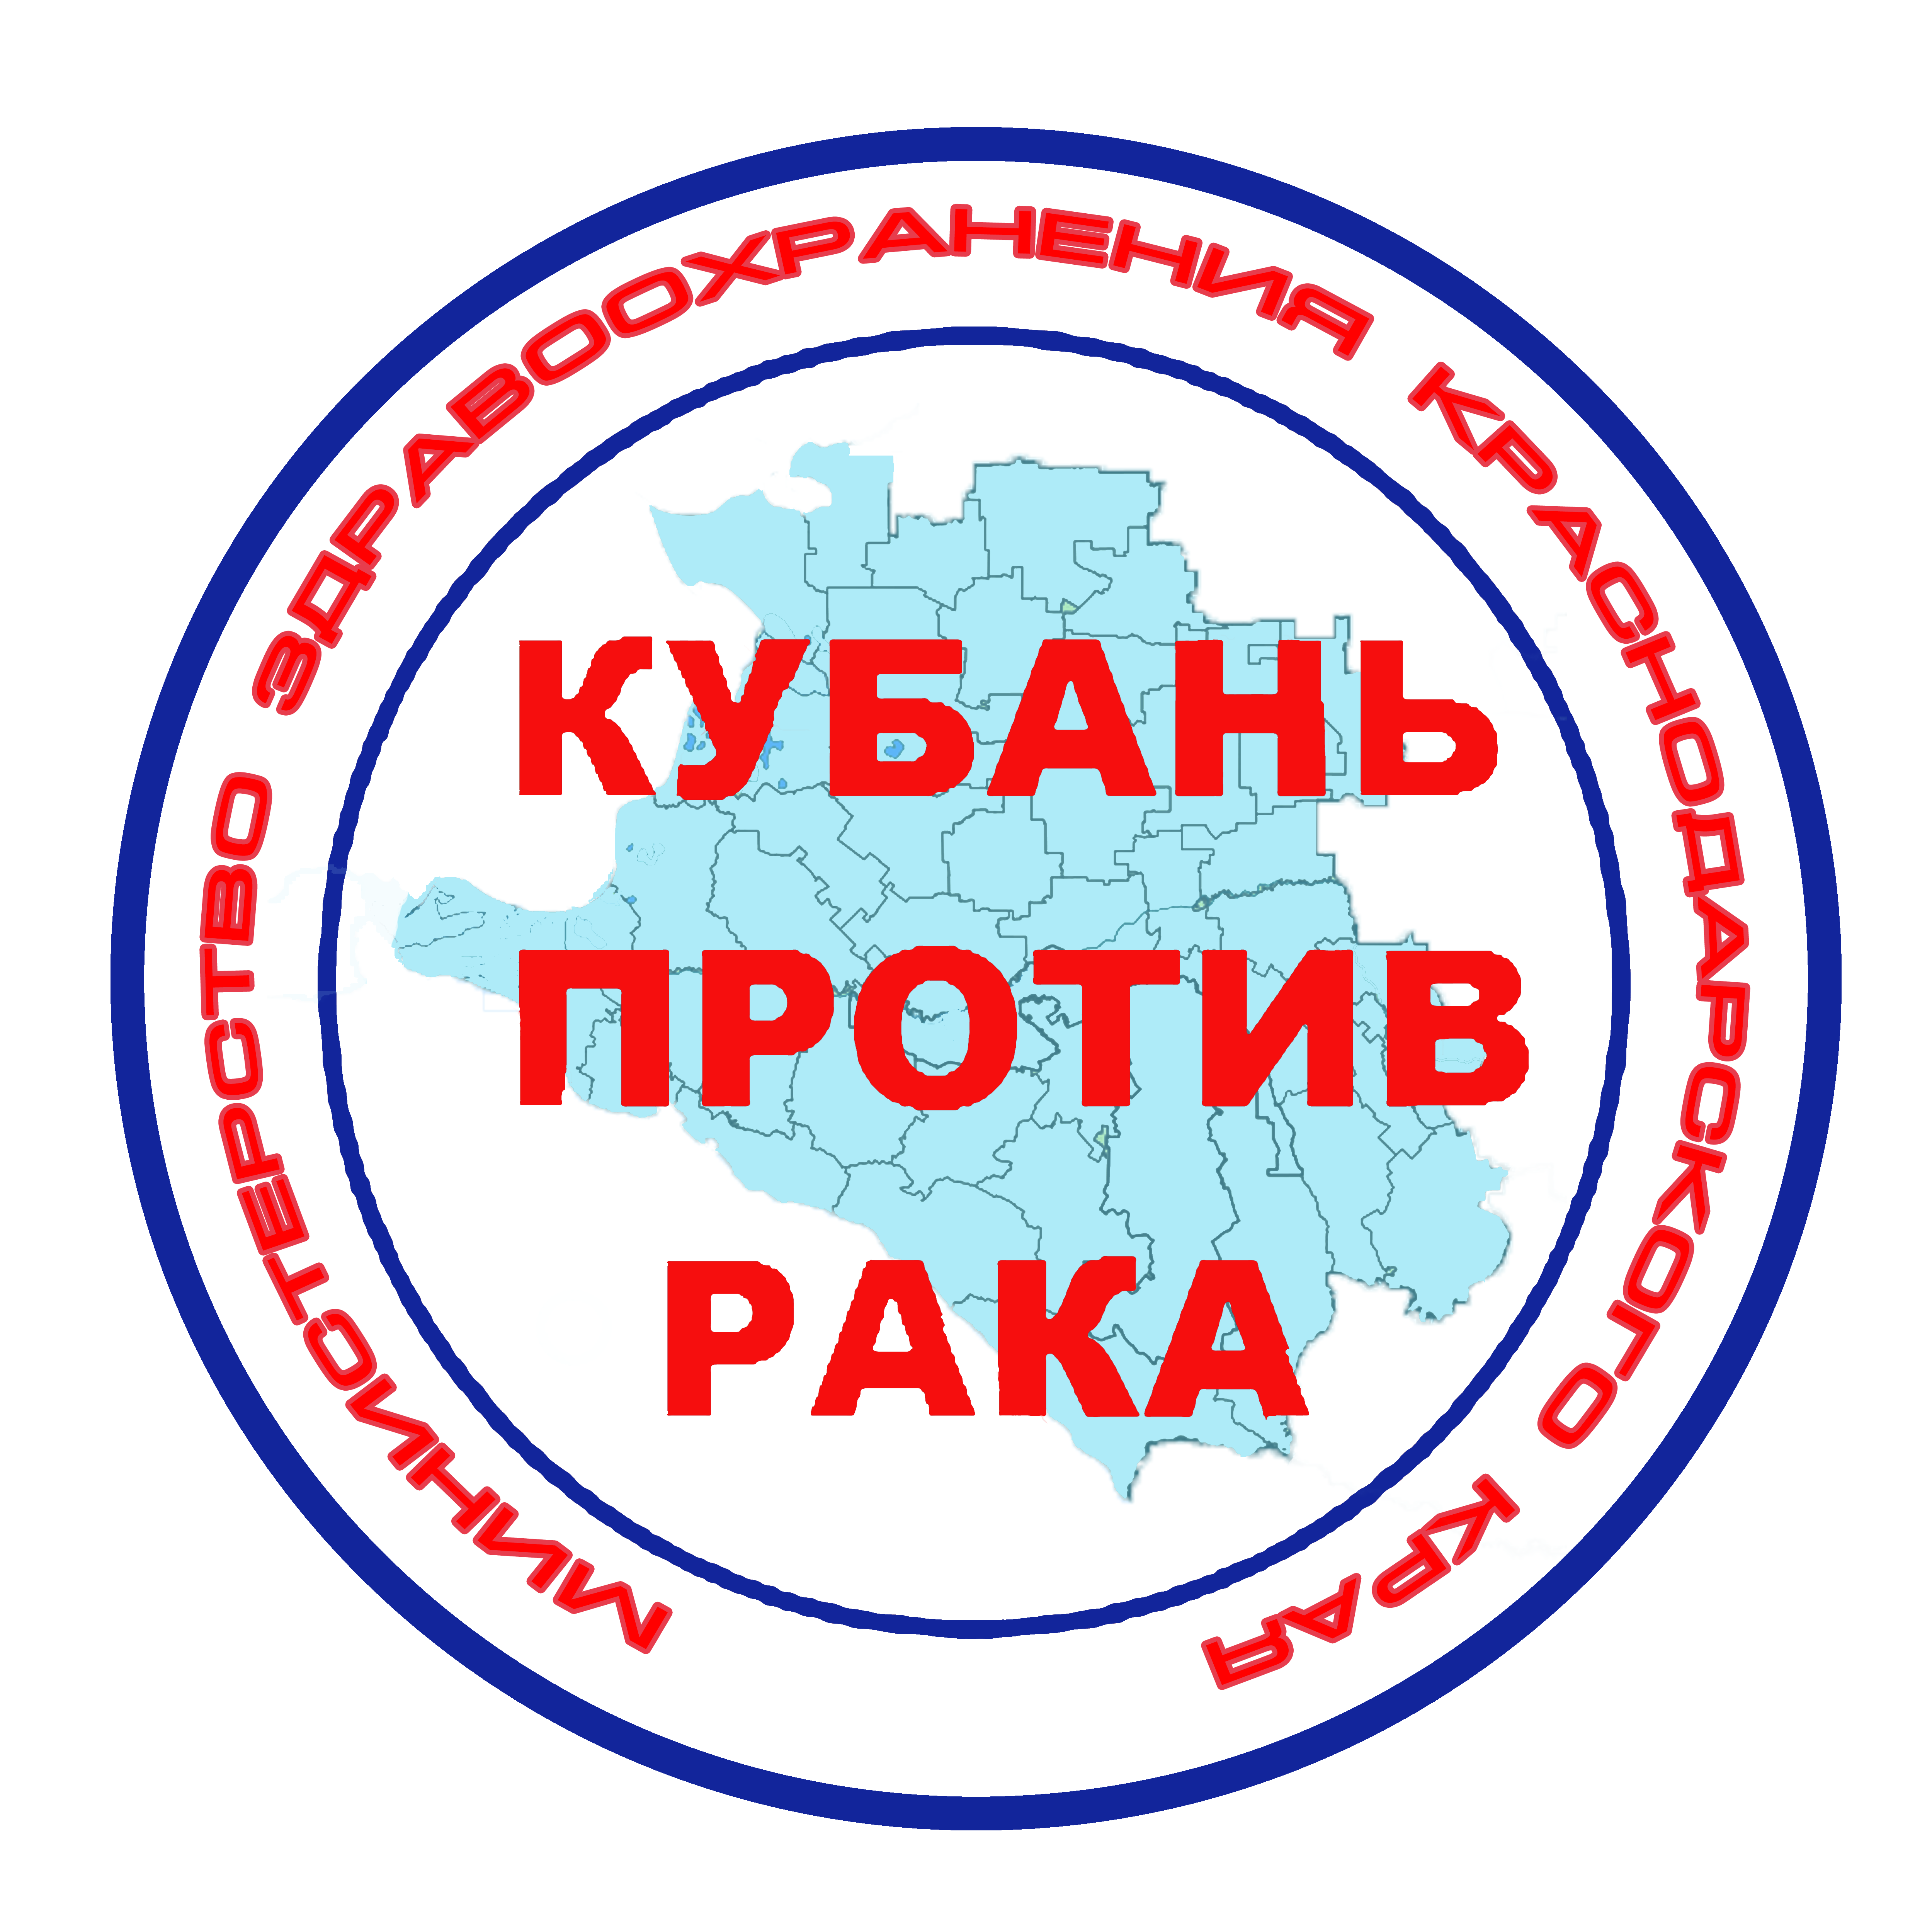 МИНИСТЕРСТВО ЗДРАВООХРАНЕНИЯ КРАСНОДАРСКОГО КРАЯ
КУБАНЬ
ПРОТИВ
РАКА